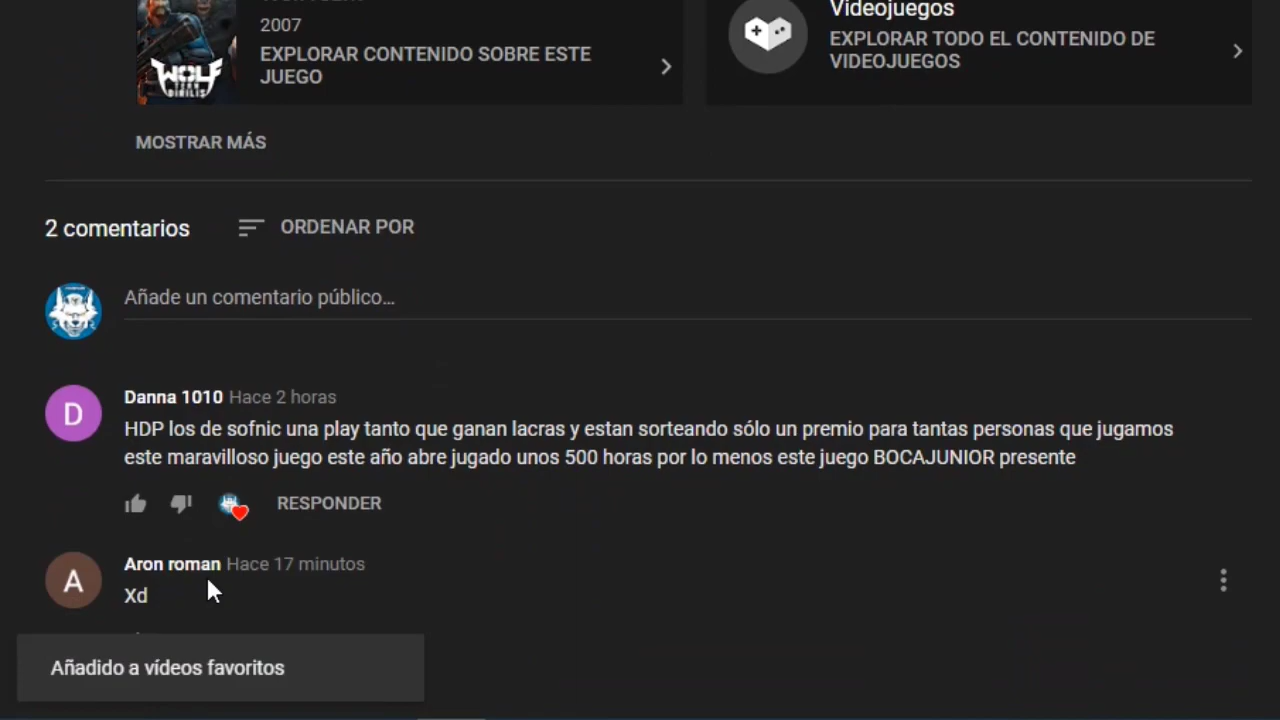 2007
EXPLORAR CONTENIDO SOBRE ESTE
JUEGO
WOLF
Videojuegos
EXPLORAR TODO EL CONTENIDO DE
VIDEOJUEGOS
MOSTRAR MÁS
2 comentarios
ORDENAR POR
Añade un comentario público...
D
Danna 1010 Hace 2 horas
HDP los de sofnic una play tanto que ganan lacras y estan sorteando sólo un premio para tantas personas que jugamos
este maravilloso juego este año abre jugado unos 500 horas por lo menos este juego BOCAJUNIOR presente
RESPONDER
A
Aron roman Hace 17 minutos
Xd
Añadido a vídeos favoritos